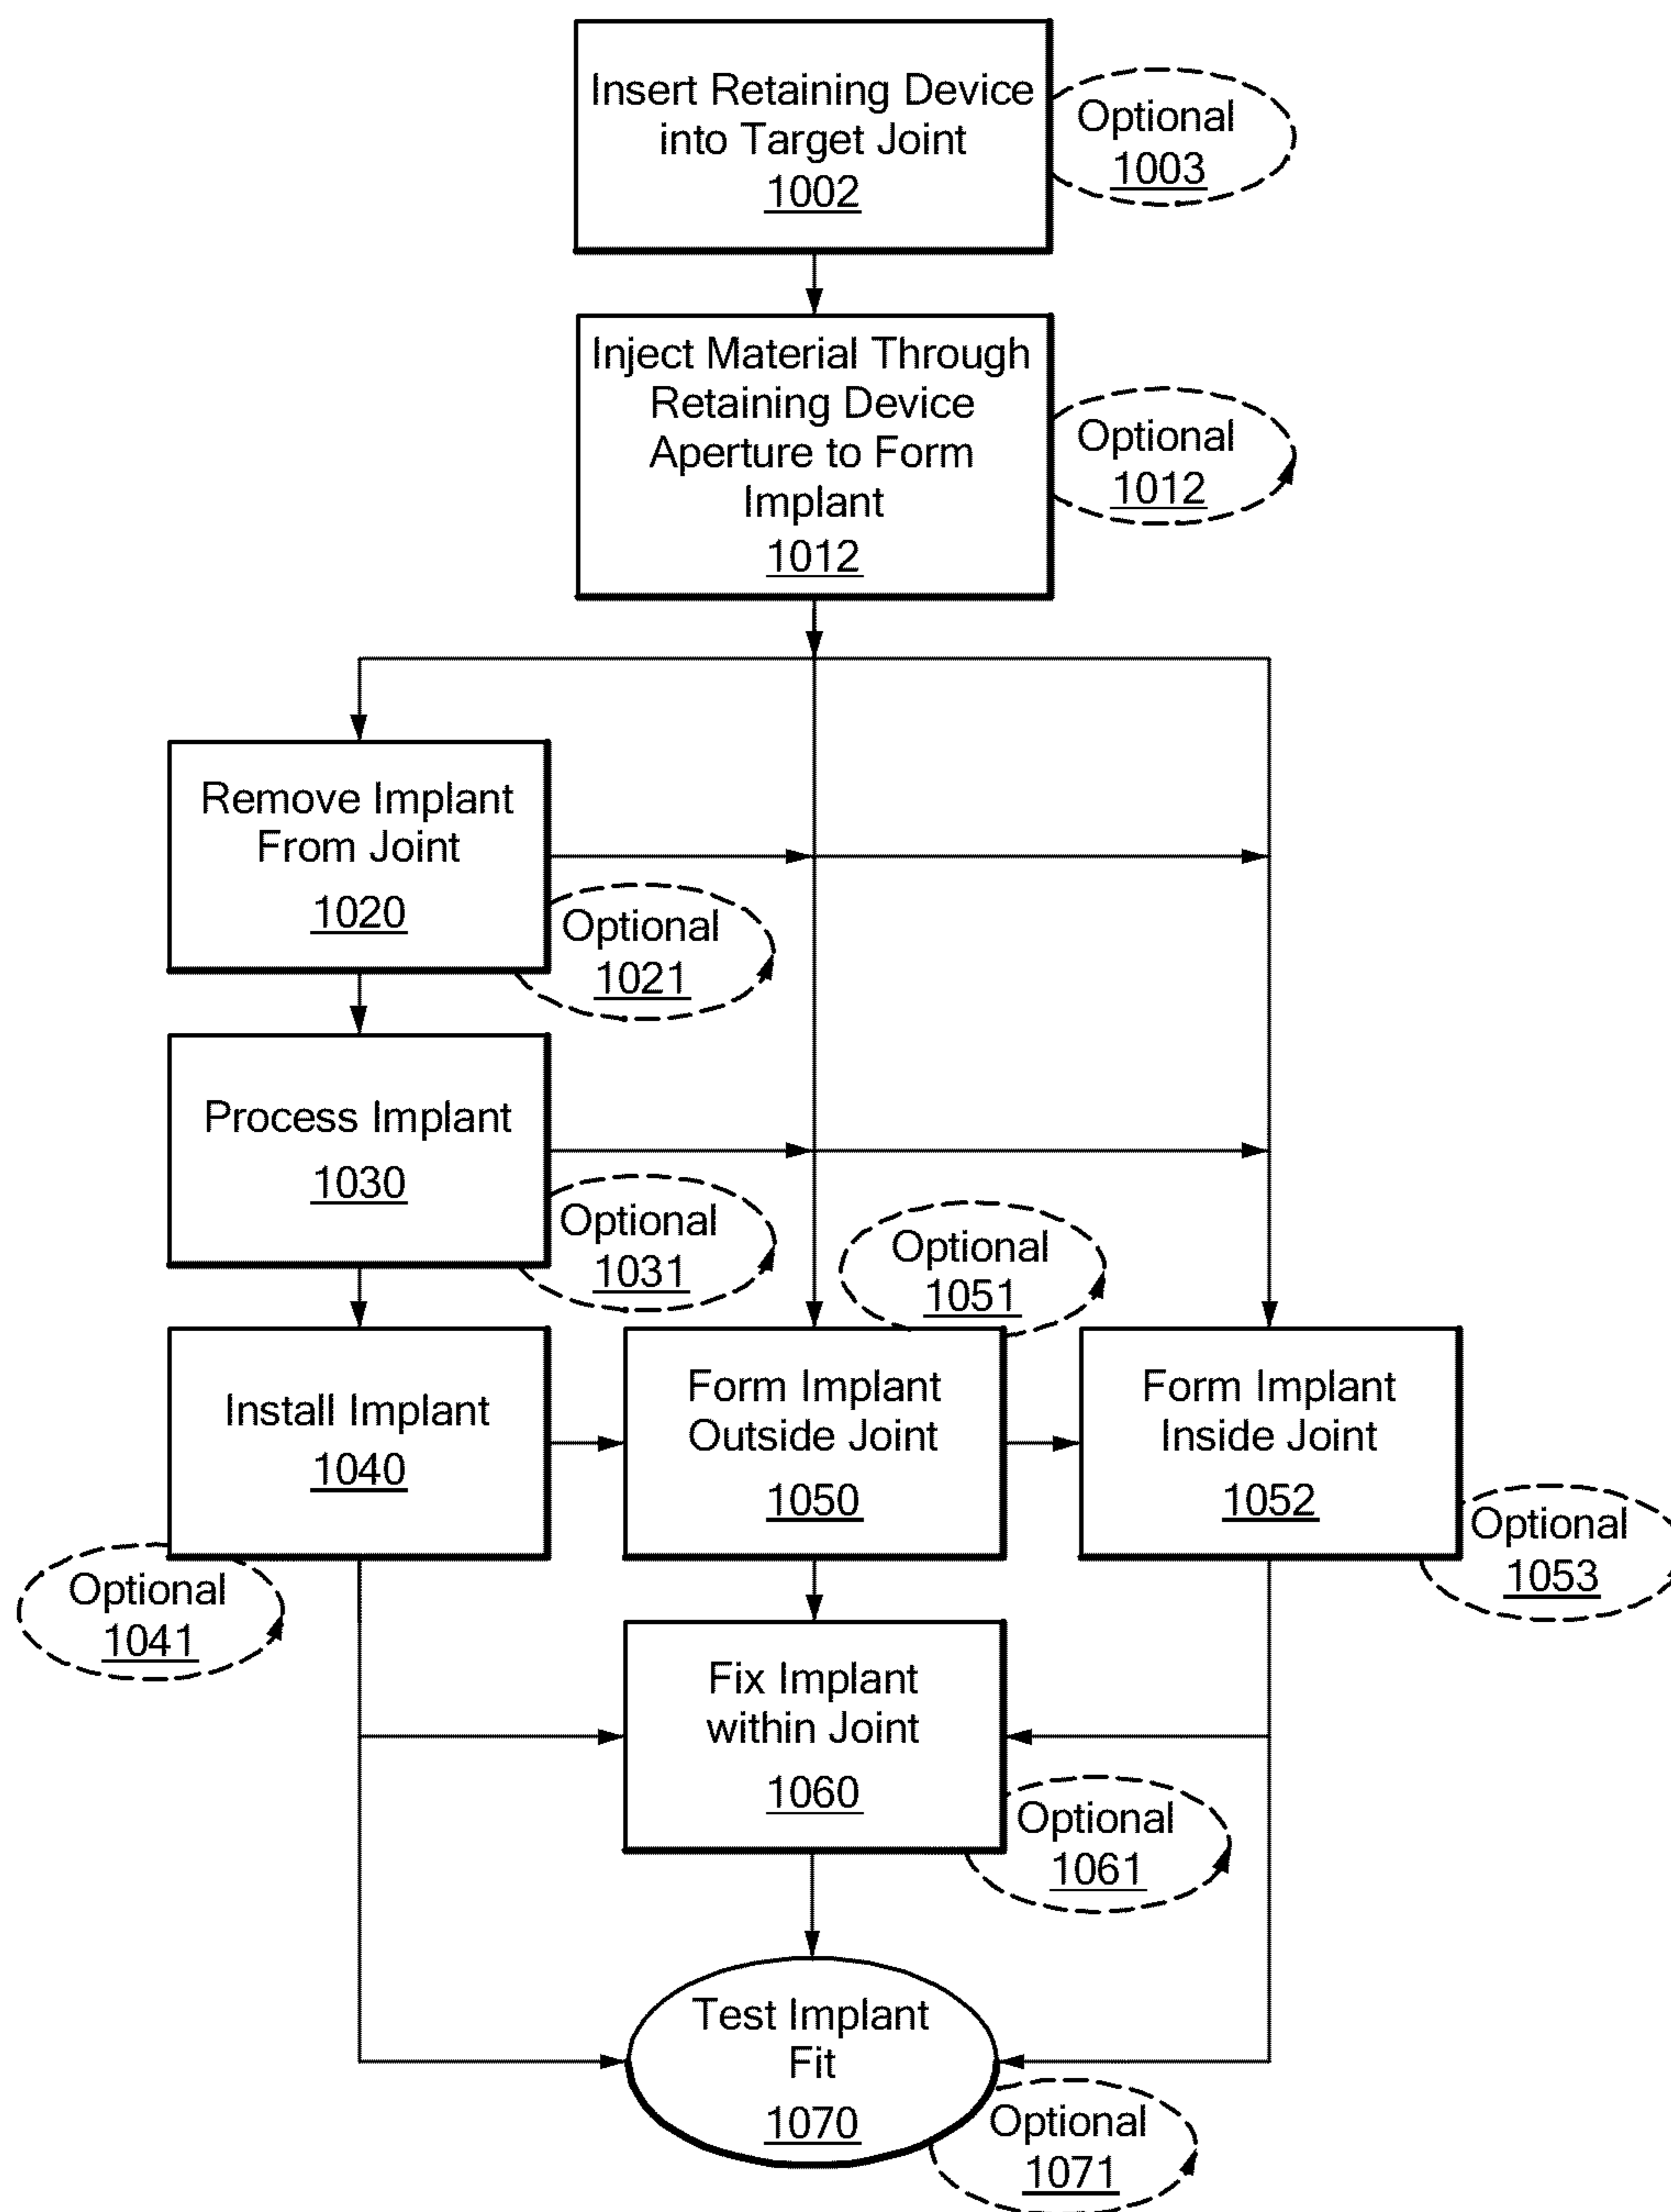 Insert Retaining Device
into Target Joint
1002
Optional
1003
Inject Material Through
Retaining Device
Aperture to Form
Implant
1012
Optional
1012
Remove Implant
From Joint
1020
Optional
1021
Process Implant
1030
Optional
1031
Optional
1051
Install Implant
1040
Optional
1041
Form Implant
Outside Joint
1050
Form Implant
Inside Joint
1052
Optional
1053
Fix Implant
within Joint
1060
Optional
1061
Test Implant
Fit
1070
Optional
1071